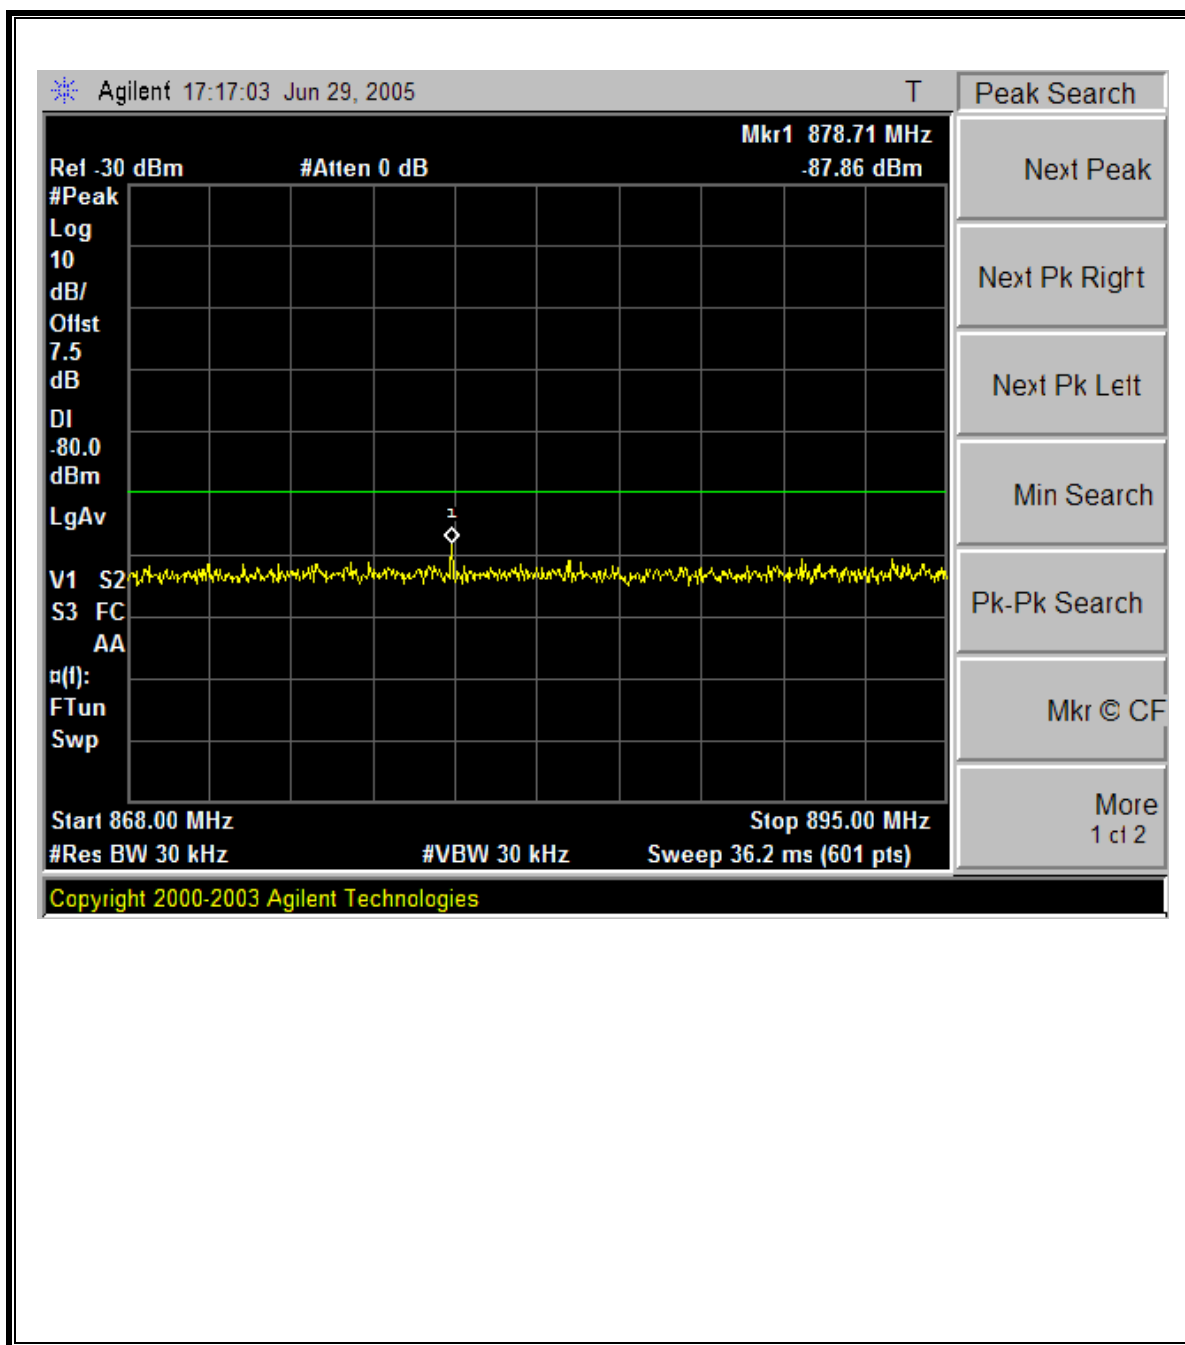 Agilent 17:17:03 Jun 29, 2005 T
Peak Search
Mkr1 878.71 MHz
Ref -30 dBm #Atten 0 dB -87.86 dBm
#Peak
Log
10
dB/
Offst
7.5
dB
DI
-80.0
dBm
LgAv
1
V1 S2
S3 FC
AA
¤(f):
FTun
Swp
Start 868.00 MHz Stop 895.00 MHz
#Res BW 30 kHz #VBW 30 kHz Sweep 36.2 ms (601 pts)
Copyright 2000-2003 Agilent Technologies
Next Peak
Next Pk Right
Next Pk Left
Min Search
Pk-Pk Search
Mkr © CF
More
1 of 2